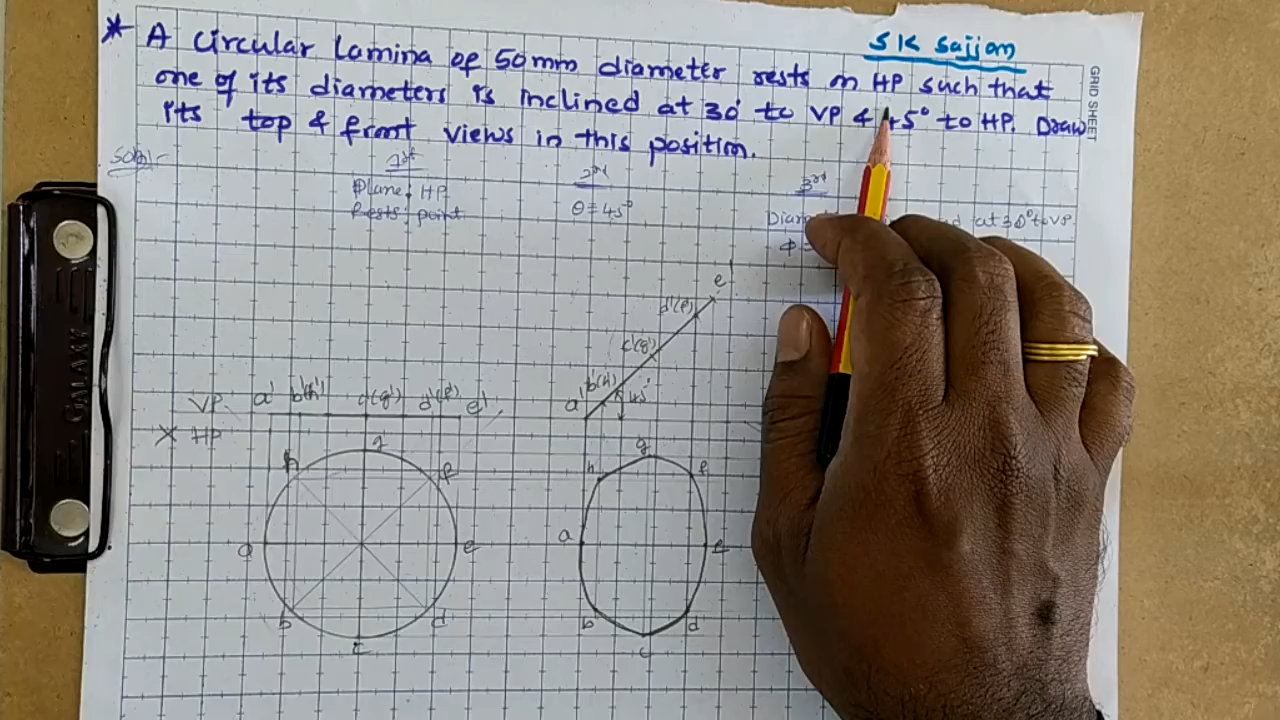 SK Sajjam
* A circular Lamina of 50mm diameter rests on HP such that
one of its diameters is inclined at 30° to VP & 45° to HP. Draw
its top & front views in this position.
Soln:-
1st 2nd 3rd
Plane: HP θ=45° at 30° to VP.
Rests: point
ϕ=
GRID SHEET
GALAXY
e'
d'(f')
c'(g')
b'(h') 45°
a'
VP a' b'(h') c'(g') d'(f') e'
X HP
g g
h f h f
a e a e
b d b d
c c